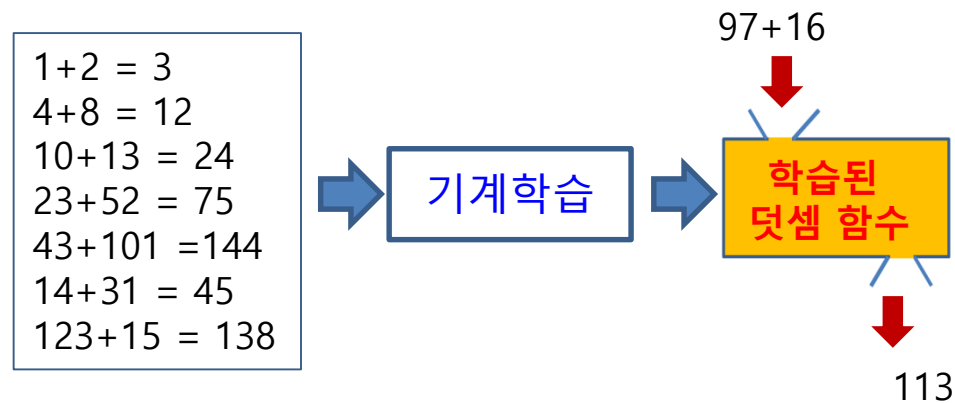 1+2 = 3
4+8 = 12
10+13 = 24
23+52 = 75
43+101 =144
14+31 = 45
123+15 = 138
기계학습
97+16
학습된
덧셈 함수
113